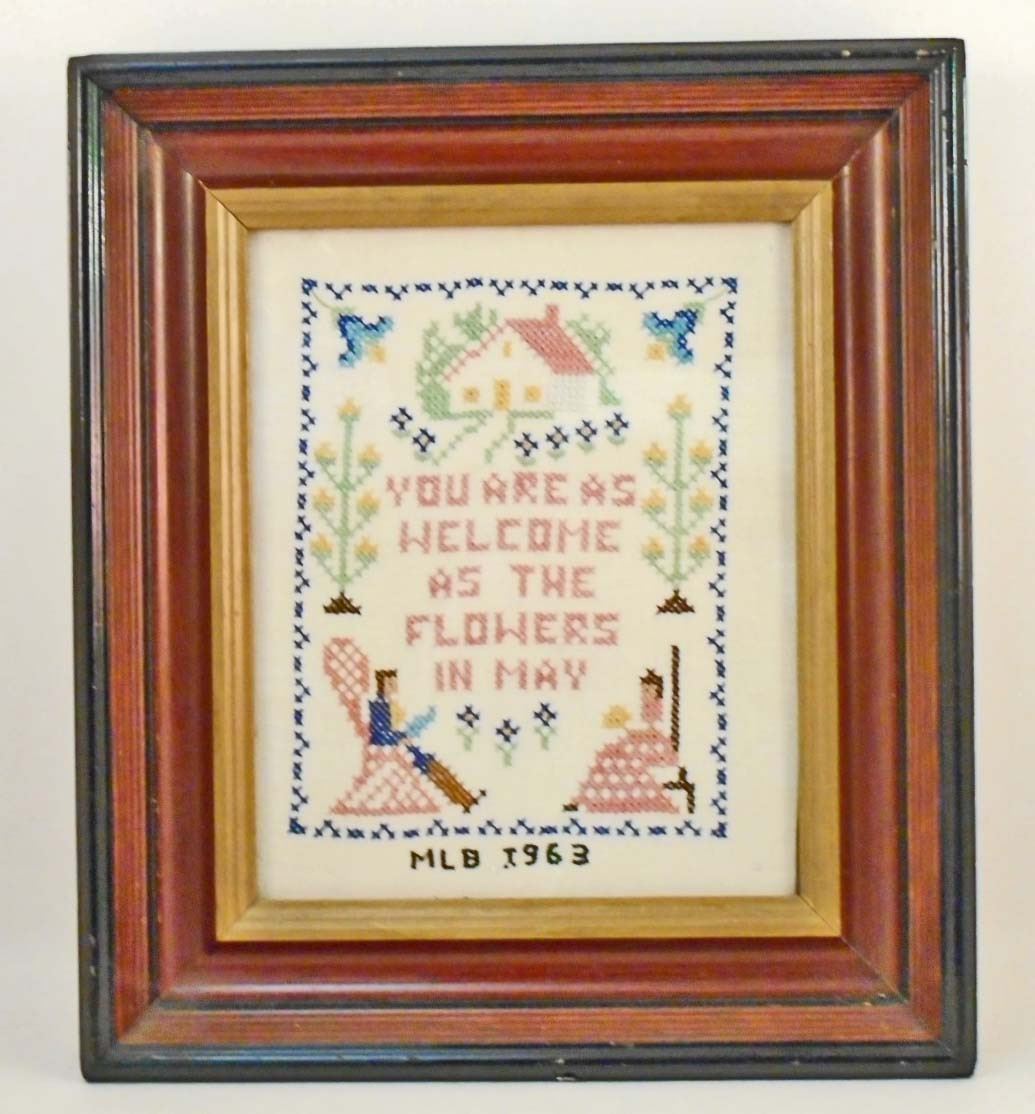 YOU ARE AS
WELCOME
AS THE
FLOWERS
IN MAY
MLB 1963